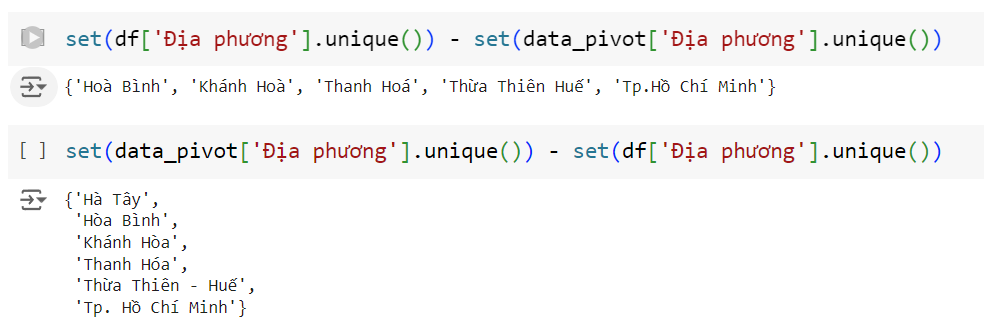 set(df['Địa phương'].unique()) - set(data_pivot['Địa phương'].unique())
{'Hoà Bình', 'Khánh Hoà', 'Thanh Hoá', 'Thừa Thiên Huế', 'Tp.Hồ Chí Minh'}
[ ] set(data_pivot['Địa phương'].unique()) - set(df['Địa phương'].unique())
{'Hà Tây',
'Hòa Bình',
'Khánh Hòa',
'Thanh Hóa',
'Thừa Thiên - Huế',
'Tp. Hồ Chí Minh'}